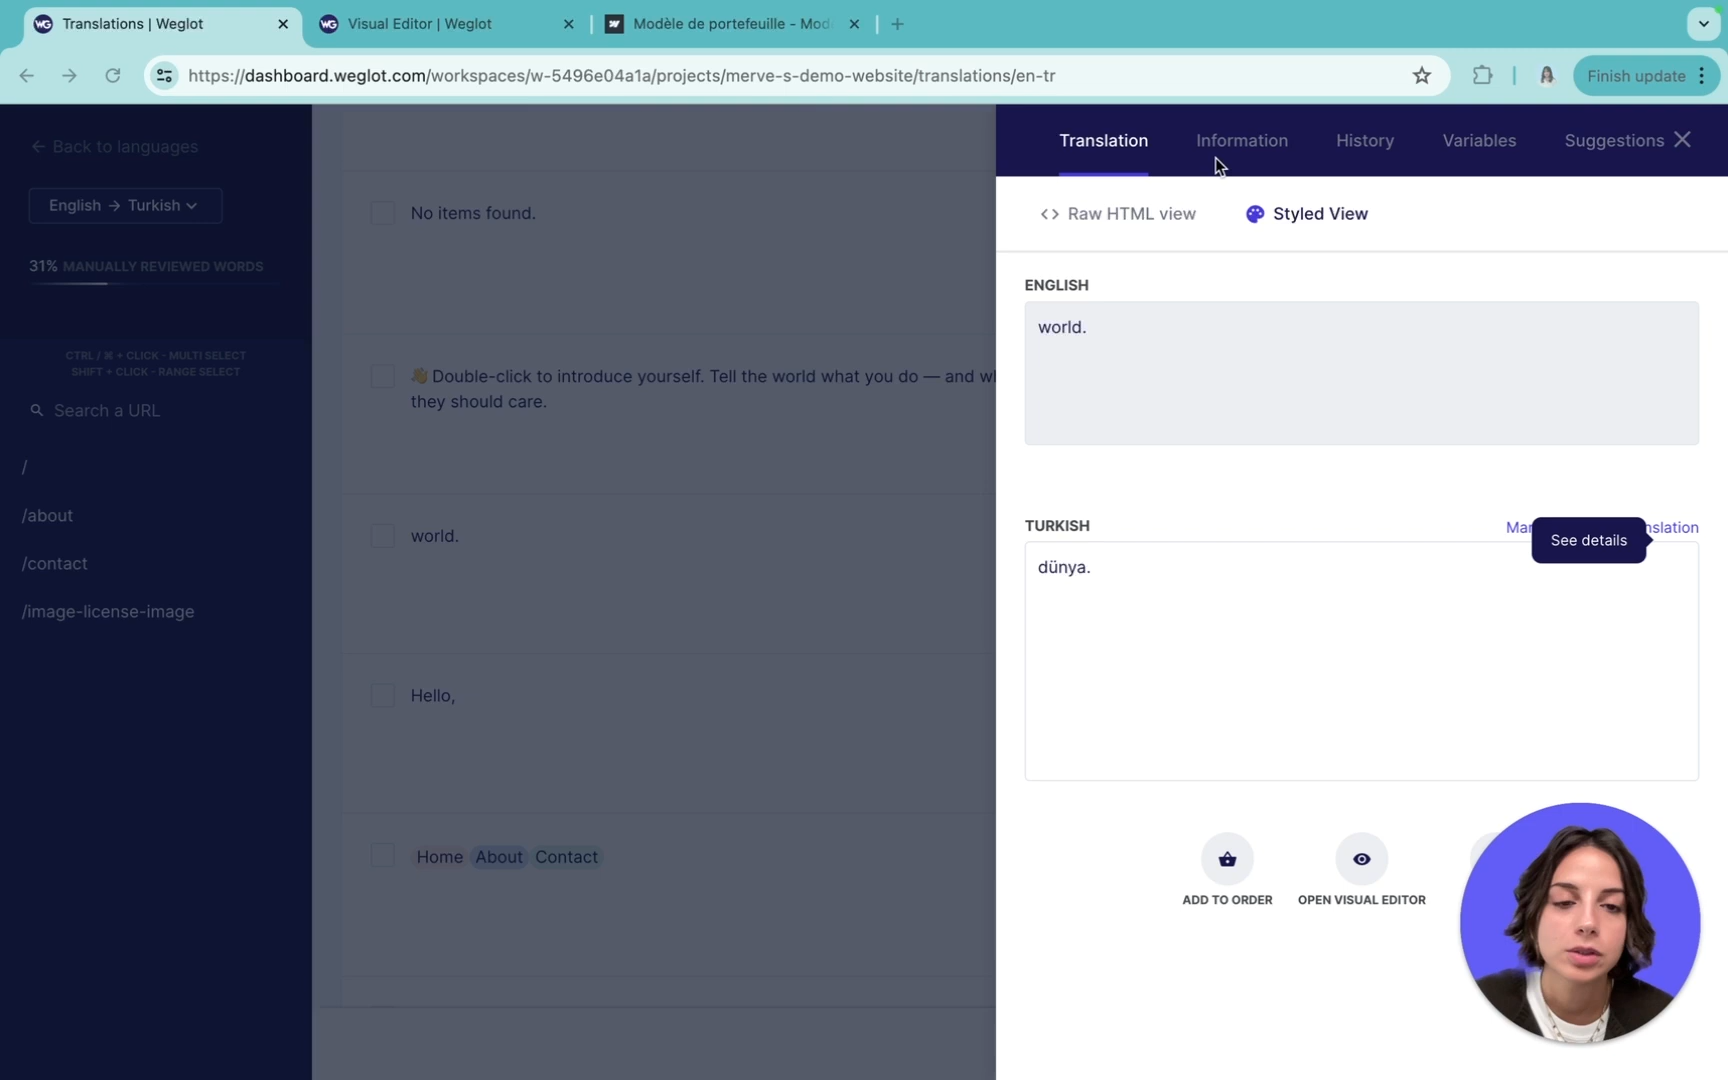 Translations | Weglot
Visual Editor | Weglot
Modèle de portefeuille - Mod
https://dashboard.weglot.com/workspaces/w-5496e04a1a/projects/merve-s-demo-website/translations/en-tr
Finish update
Back to languages
English → Turkish
31% MANUALLY REVIEWED WORDS
CTRL / ⌘ + CLICK - MULTI SELECT
SHIFT + CLICK - RANGE SELECT
Search a URL
/
/about
/contact
/image-license-image
No items found.
👋 Double-click to introduce yourself. Tell the world what you do — and
they should care.
world.
Hello,
Home About Contact
Translation Information History Variables Suggestions
<> Raw HTML view Styled View
ENGLISH
world.
TURKISH
See details
dünya.
ADD TO ORDER
OPEN VISUAL EDITOR